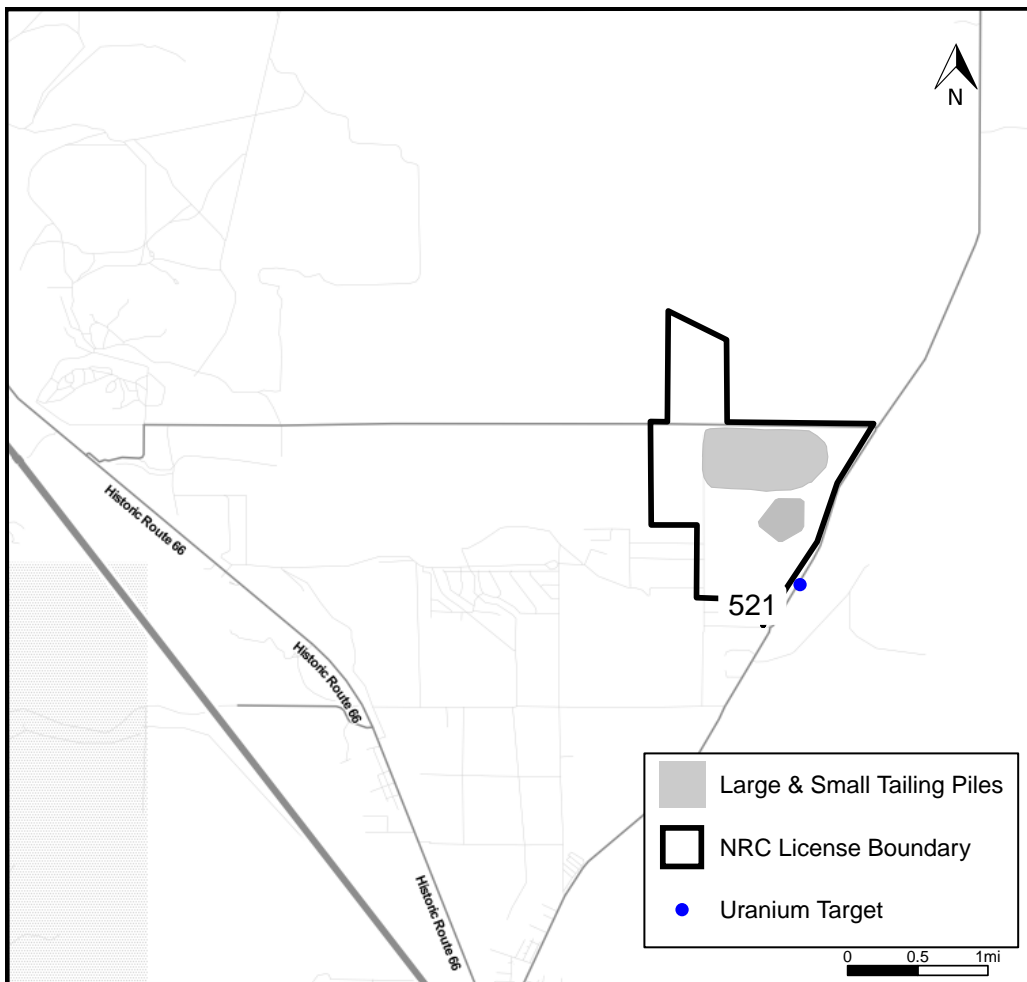 N
Historic Route 66
Historic Route 66
521
Historic Route 66
Large & Small Tailing Piles
NRC License Boundary
Uranium Target
0 0.5 1mi